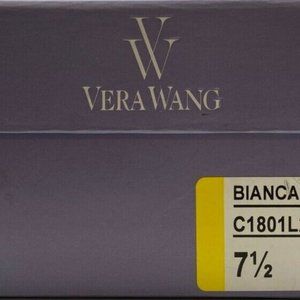 VW
VERA WANG
BIANCA
C1801L
7½